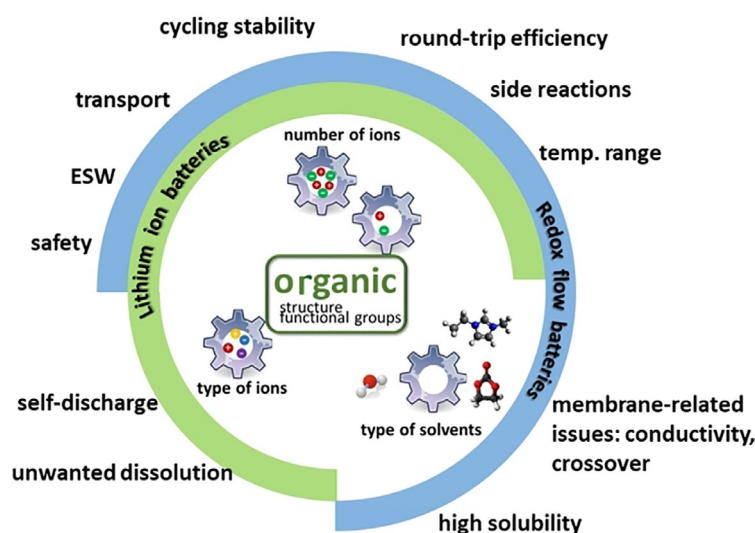 cycling stability
round-trip efficiency
transport
side reactions
number of ions
temp. range
ESW
Lithium ion batteries
Redox flow batteries
safety
organic
structure
functional groups
type of ions
self-discharge
type of solvents
membrane-related
issues: conductivity,
crossover
unwanted dissolution
high solubility